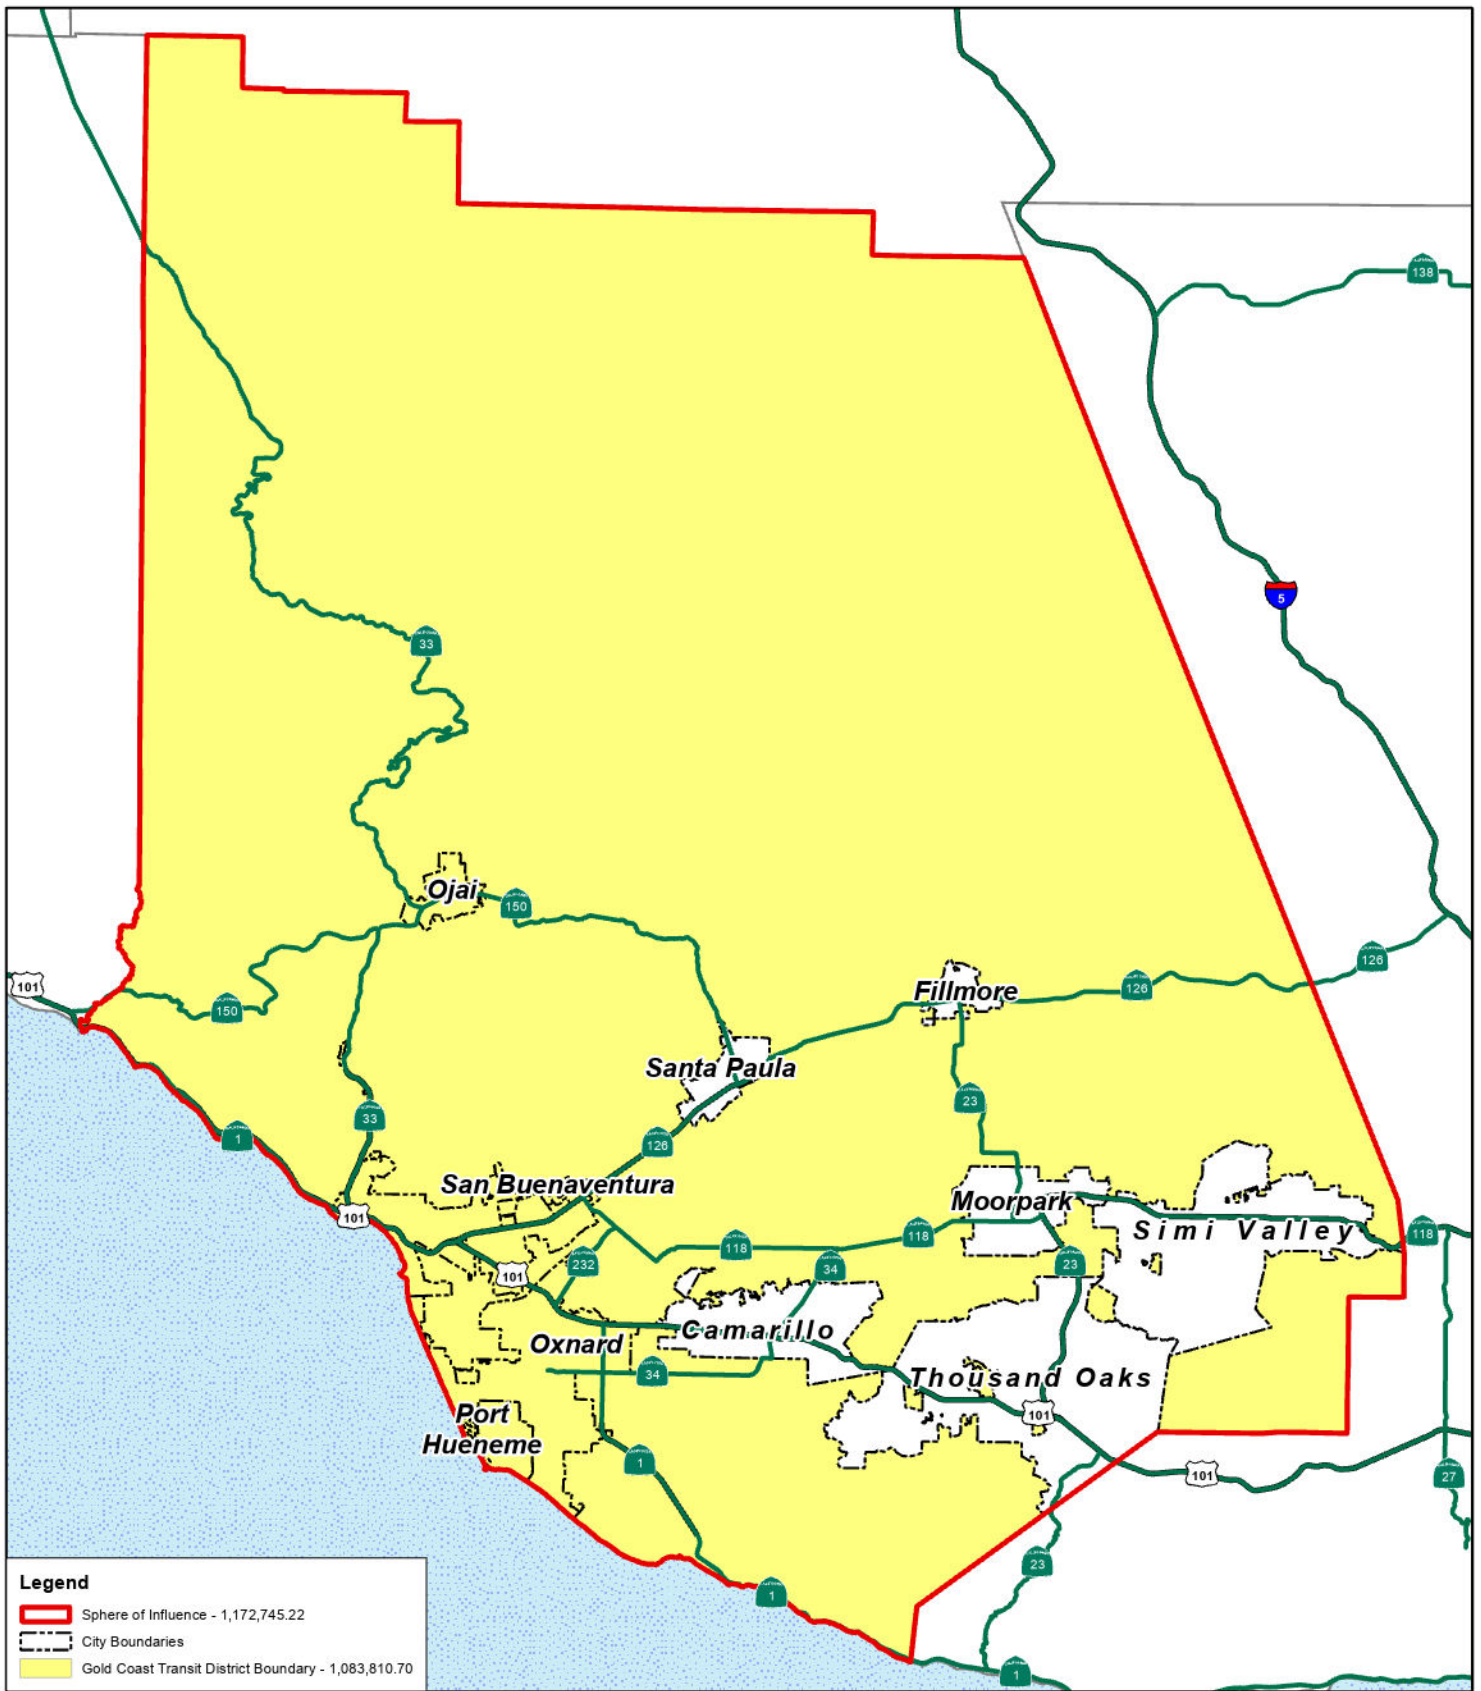 138
5
33
Ojai
150
126
Fillmore
126
101
150
Santa Paula
23
33
1
126
San Buenaventura
Moorpark
101
Simi Valley
118
118
118
232
34
23
101
Camarillo
Oxnard
34
Thousand Oaks
Port
Hueneme
101
1
101
27
23
1
1
Legend
Sphere of Influence - 1,172,745.22
City Boundaries
Gold Coast Transit District Boundary - 1,083,810.70